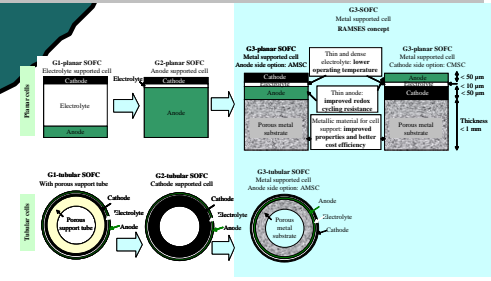 G3-SOFC
Metal supported cell
RAMSES concept
G1-planar SOFC
Electrolyte supported cell
Cathode
Electrolyte
Anode
G2-planar SOFC
Anode supported cell
Cathode
Electrolyte
Anode
G3-planar SOFC
Metal supported cell
Anode side option: AMSC
Cathode
Electrolyte
Anode
Porous metal
substrate
Thin and dense
electrolyte: lower
operating temperature
Thin anode:
improved redox
cycling resistance
Metallic material for cell
support: improved
properties and better
cost efficiency
G3-planar SOFC
Metal supported cell
Cathode side option: CMSC
Anode
Electrolyte
Cathode
Porous metal
substrate
< 50 µm
< 10 µm
< 50 µm
Thickness
< 1 mm
Planar cells
Tubular cells
G1-tubular SOFC
With porous support tube
Porous
support tube
Cathode
Electrolyte
Anode
G2-tubular SOFC
Cathode supported cell
Cathode
Electrolyte
Anode
G3-tubular SOFC
Metal supported cell
Anode side option: AMSC
Porous
metal
substrate
Anode
Electrolyte
Cathode